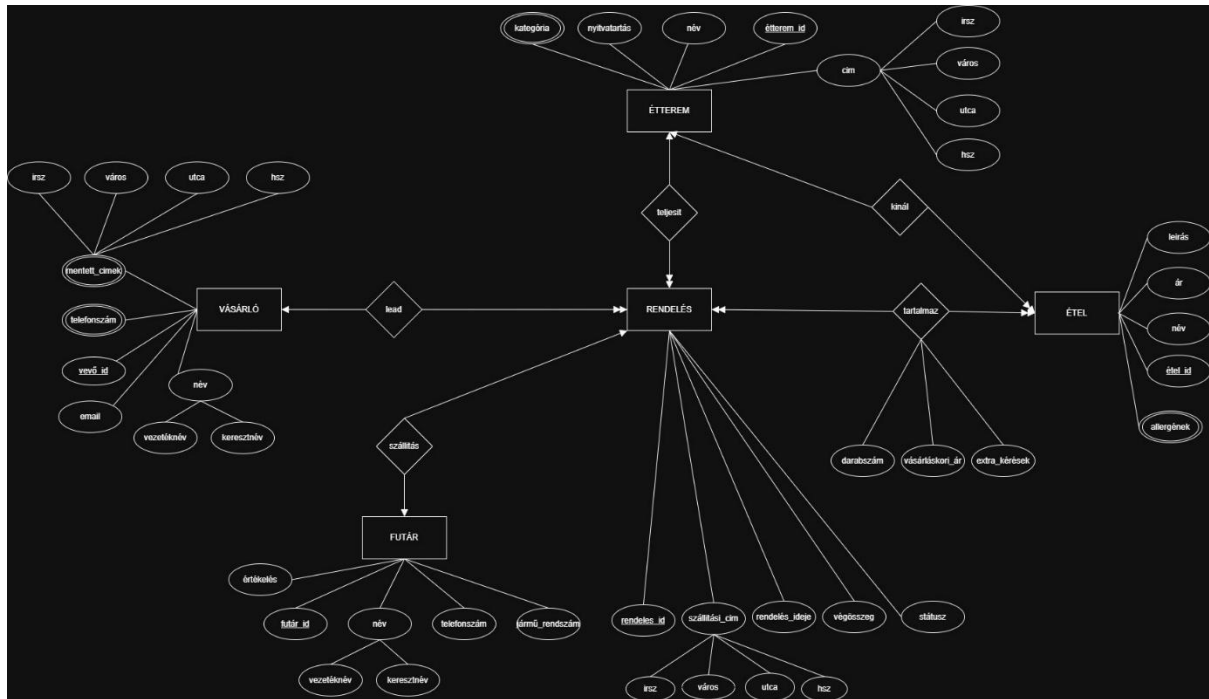 kategória
nyitvatartás
név
étterem_id
irsz
cím
város
utca
hsz
ÉTTEREM
irsz
város
utca
hsz
teljesít
kínál
leírás
mentett_címek
ár
telefonszám
VÁSÁRLÓ
lead
RENDELÉS
tartalmaz
ÉTEL
név
vevő_id
név
étel_id
email
vezetéknév
keresztnév
allergének
szállítás
darabszám
vásárláskori_ár
extra_kérések
FUTÁR
értékelés
futár_id
név
telefonszám
jármű_rendszám
rendeles_id
szállítási_cím
rendelés_ideje
végösszeg
státusz
vezetéknév
keresztnév
irsz
város
utca
hsz